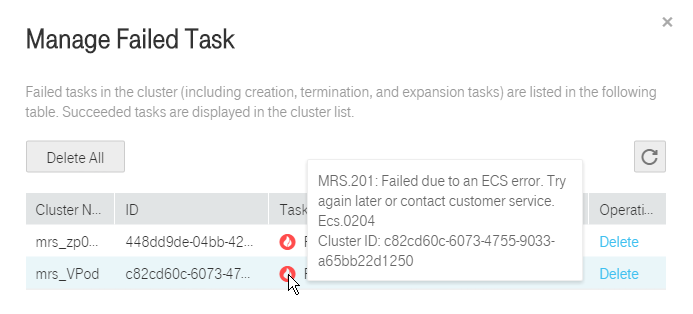 Manage Failed Task
Failed tasks in the cluster (including creation, termination, and expansion tasks) are listed in the following
table. Succeeded tasks are displayed in the cluster list.
Delete All
MRS.201: Failed due to an ECS error. Try
again later or contact customer service.
Ecs.0204
Cluster ID: c82cd60c-6073-4755-9033-
a65bb22d1250
Cluster N... ID Task Operati...
mrs_zp0... 448dd9de-04bb-42... Delete
mrs_VPod c82cd60c-6073-47... Delete